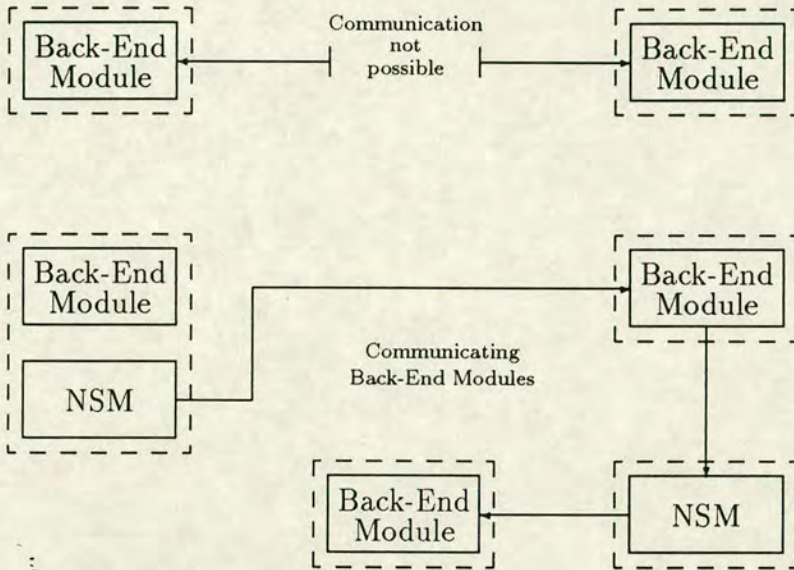 Back-End
Module
Communication
not
possible
Back-End
Module
Back-End
Module
NSM
Communicating
Back-End Modules
Back-End
Module
Back-End
Module
NSM